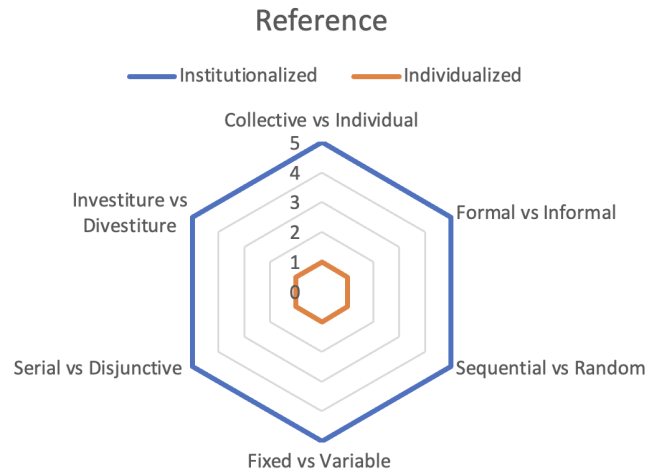 Reference
Institutionalized
Individualized
Collective vs Individual
5
4
3
2
1
0
Investiture vs
Divestiture
Formal vs Informal
Serial vs Disjunctive
Sequential vs Random
Fixed vs Variable